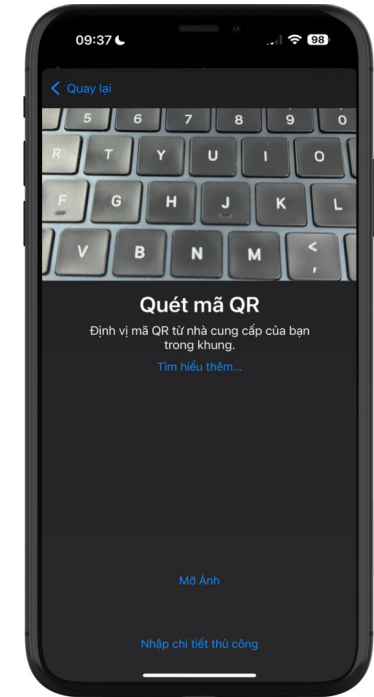 09:37
98
Quay lại
5 6 7 8 9 0
R T Y U I O
F G H J K L
V B N M <
,
Quét mã QR
Định vị mã QR từ nhà cung cấp của bạn
trong khung.
Tìm hiểu thêm...
Mở Ảnh
Nhập chi tiết thủ công